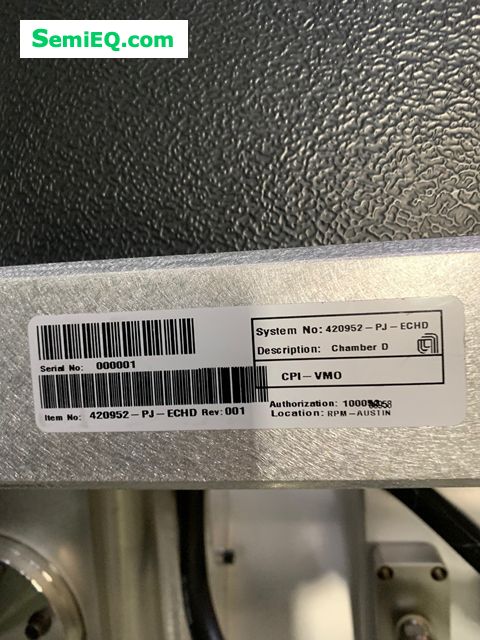 SemiEQ.com
System No: 420952-PJ-ECHD
Description: Chamber D
CPI-VMO
Serial No: 000001
Item No: 420952-PJ-ECHD Rev: 001
Authorization:
Location: RPM-AUSTIN